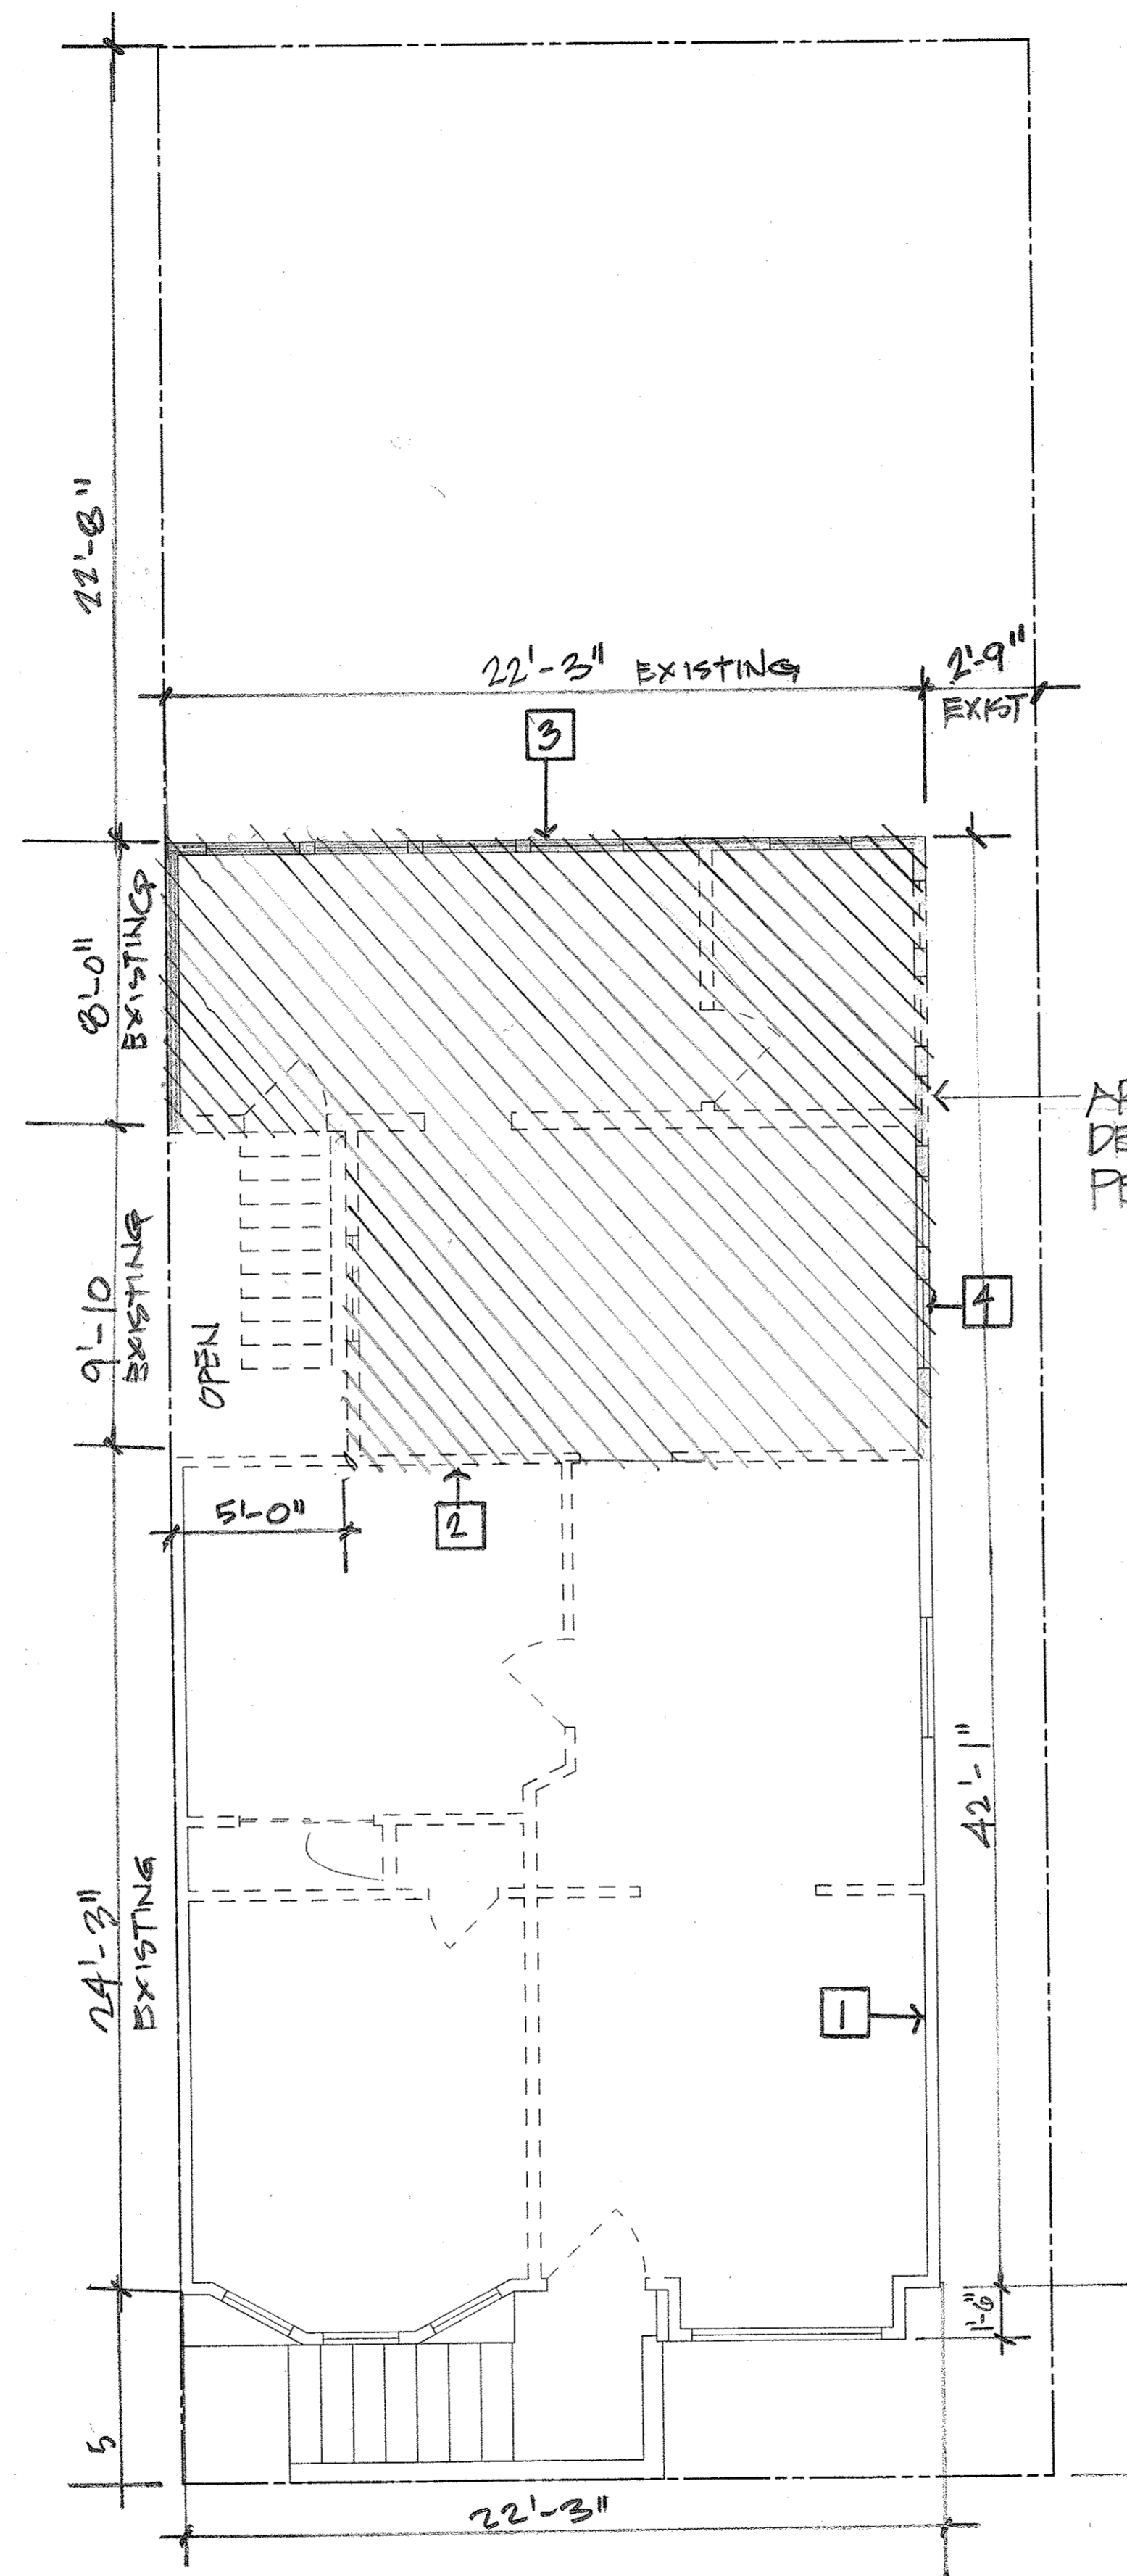 22'-8"
22'-3" EXISTING
2'-9"
EXIST
3
8'-0"
EXISTING
9'-10
EXISTING
OPEN
4
5'-0"
2
42'-1"
24'-3"
EXISTING
1
1'-6"
5
22'-3"